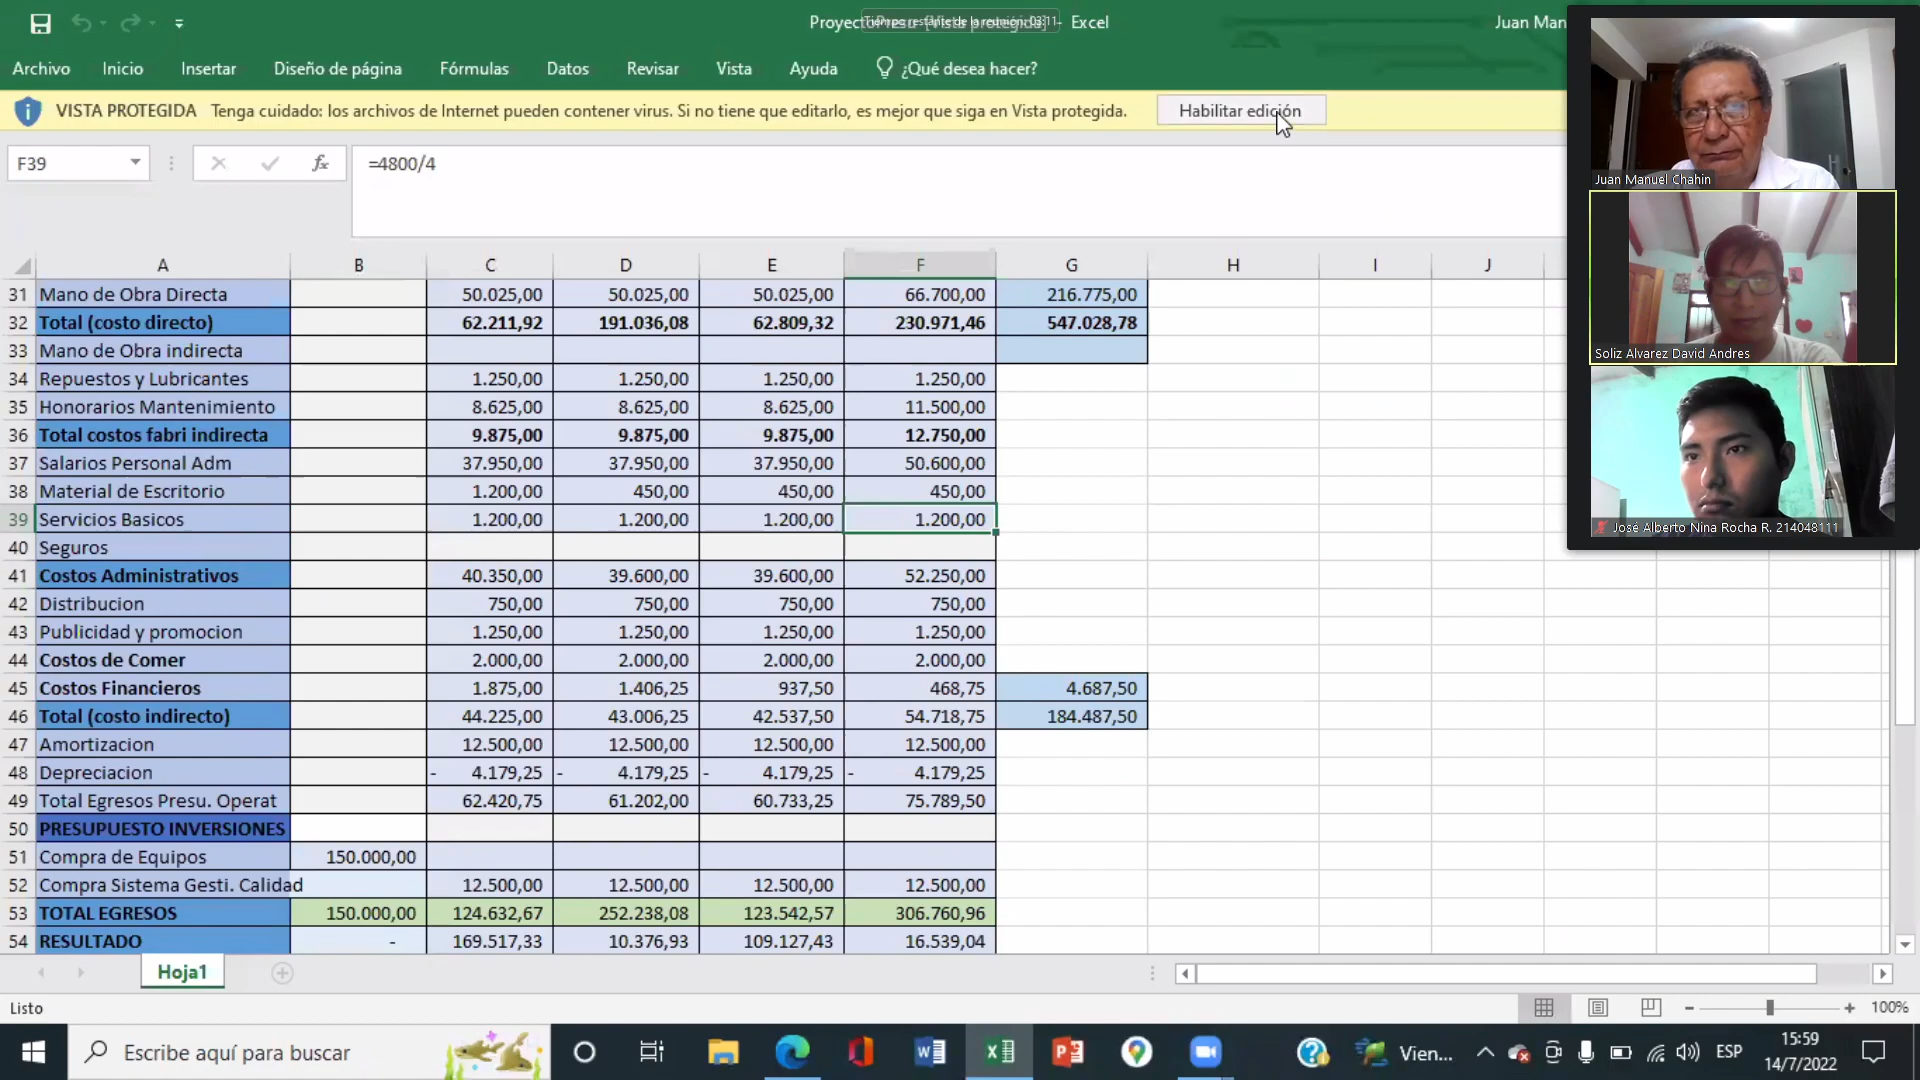 Tiempo restante de la reunión: 03:11
Excel
Juan Man
Archivo Inicio Insertar Diseño de página Fórmulas Datos Revisar Vista Ayuda ¿Qué desea hacer?
VISTA PROTEGIDA Tenga cuidado: los archivos de Internet pueden contener virus. Si no tiene que editarlo, es mejor que siga en Vista protegida. Habilitar edición
F39 fx =4800/4
A B C D E F G H I J
31 Mano de Obra Directa 50.025,00 50.025,00 50.025,00 66.700,00 216.775,00
32 Total (costo directo) 62.211,92 191.036,08 62.809,32 230.971,46 547.028,78
33 Mano de Obra indirecta
34 Repuestos y Lubricantes 1.250,00 1.250,00 1.250,00 1.250,00
35 Honorarios Mantenimiento 8.625,00 8.625,00 8.625,00 11.500,00
36 Total costos fabri indirecta 9.875,00 9.875,00 9.875,00 12.750,00
37 Salarios Personal Adm 37.950,00 37.950,00 37.950,00 50.600,00
38 Material de Escritorio 1.200,00 450,00 450,00 450,00
39 Servicios Basicos 1.200,00 1.200,00 1.200,00 1.200,00
40 Seguros
41 Costos Administrativos 40.350,00 39.600,00 39.600,00 52.250,00
42 Distribucion 750,00 750,00 750,00 750,00
43 Publicidad y promocion 1.250,00 1.250,00 1.250,00 1.250,00
44 Costos de Comer 2.000,00 2.000,00 2.000,00 2.000,00
45 Costos Financieros 1.875,00 1.406,25 937,50 468,75 4.687,50
46 Total (costo indirecto) 44.225,00 43.006,25 42.537,50 54.718,75 184.487,50
47 Amortizacion 12.500,00 12.500,00 12.500,00 12.500,00
48 Depreciacion - 4.179,25 - 4.179,25 - 4.179,25 - 4.179,25
49 Total Egresos Presu. Operat 62.420,75 61.202,00 60.733,25 75.789,50
50 PRESUPUESTO INVERSIONES
51 Compra de Equipos 150.000,00
52 Compra Sistema Gesti. Calidad 12.500,00 12.500,00 12.500,00 12.500,00
53 TOTAL EGRESOS 150.000,00 124.632,67 252.238,08 123.542,57 306.760,96
54 RESULTADO - 169.517,33 10.376,93 109.127,43 16.539,04
Juan Manuel Chahin
Soliz Alvarez David Andres
José Alberto Nina Rocha R. 214048111
Hoja1
Listo
100%
Escribe aquí para buscar
Vien...
ESP
15:59
14/7/2022